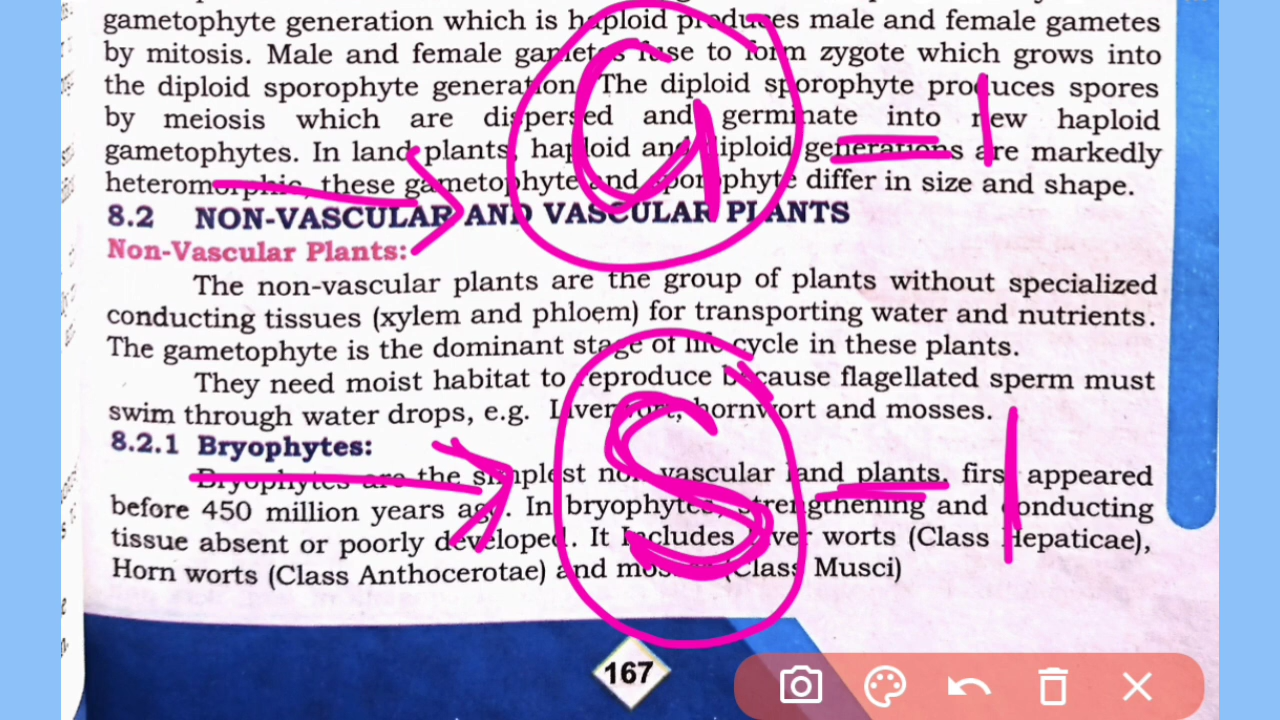 gametophyte generation which is haploid produces male and female gametes
by mitosis. Male and female gametes fuse to form zygote which grows into
the diploid sporophyte generation. The diploid sporophyte produces spores
by meiosis which are dispersed and germinate into new haploid
gametophytes. In land plants, haploid and diploid generations are markedly
heteromorphic, these gametophyte and sporophyte differ in size and shape.
8.2 NON-VASCULAR AND VASCULAR PLANTS
Non-Vascular Plants:
The non-vascular plants are the group of plants without specialized
conducting tissues (xylem and phloem) for transporting water and nutrients.
The gametophyte is the dominant stage of life cycle in these plants.
They need moist habitat to reproduce because flagellated sperm must
swim through water drops, e.g. Liverwort, hornwort and mosses.
8.2.1 Bryophytes:
Bryophytes are the simplest non-vascular land plants, first appeared
before 450 million years ago. In bryophytes, strengthening and conducting
tissue absent or poorly developed. It includes liver worts (Class Hepaticae),
Horn worts (Class Anthocerotae) and mosses (Class Musci)
167